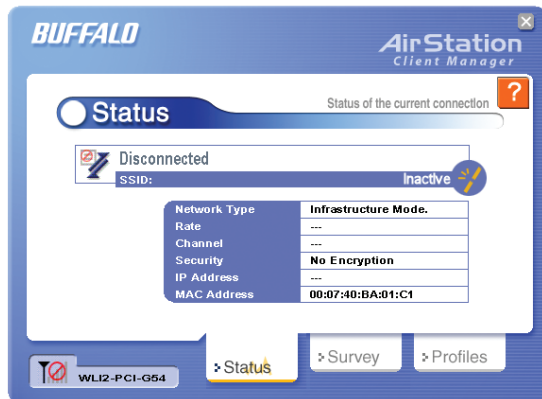 BUFFALO
AirStation
Client Manager
Status
Status of the current connection
?
Disconnected
SSID:
Inactive
Network Type Infrastructure Mode.
Rate ---
Channel ---
Security No Encryption
IP Address ---
MAC Address 00:07:40:BA:01:C1
WLI2-PCI-G54
Status
Survey
Profiles